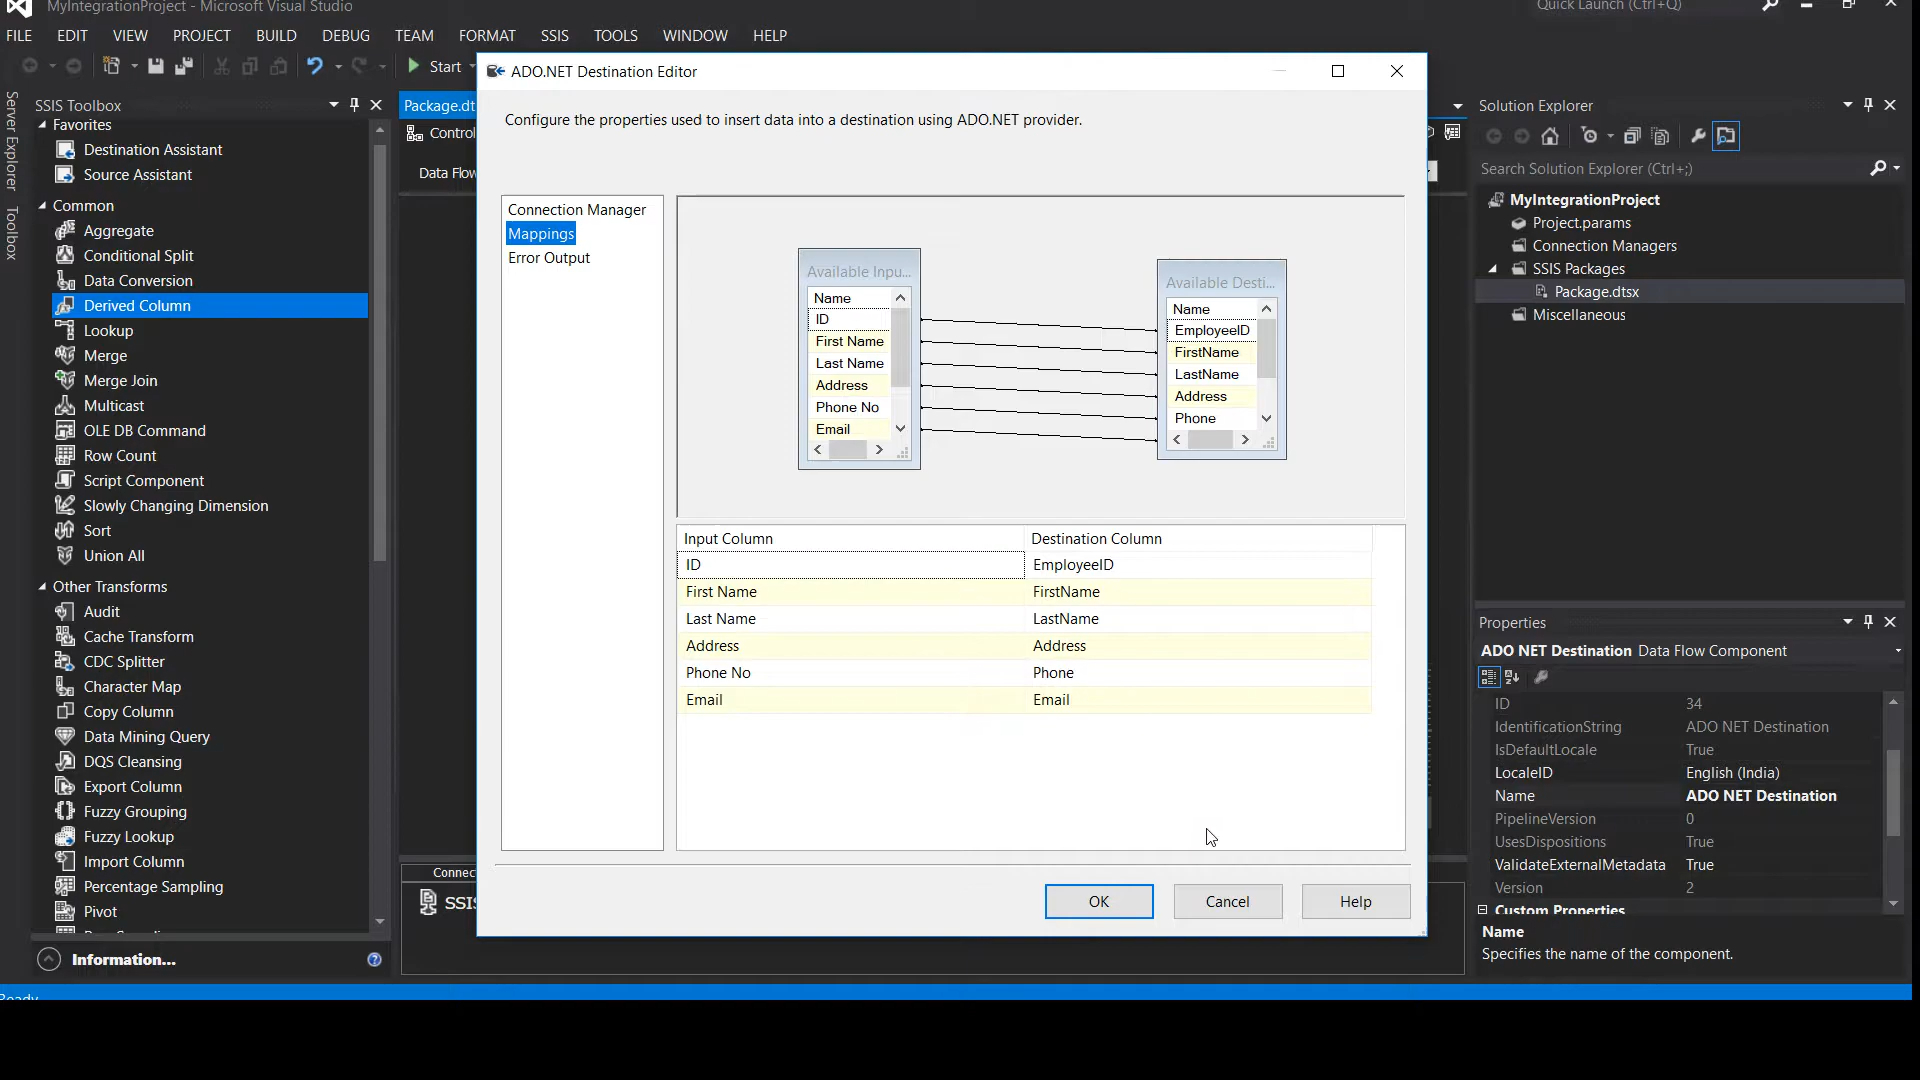 MyIntegrationProject - Microsoft Visual Studio
Quick Launch (Ctrl+Q)
FILE EDIT VIEW PROJECT BUILD DEBUG TEAM FORMAT SSIS TOOLS WINDOW HELP
Start
Server Explorer
Toolbox
SSIS Toolbox
Favorites
Destination Assistant
Source Assistant
Common
Aggregate
Conditional Split
Data Conversion
Derived Column
Lookup
Merge
Merge Join
Multicast
OLE DB Command
Row Count
Script Component
Slowly Changing Dimension
Sort
Union All
Other Transforms
Audit
Cache Transform
CDC Splitter
Character Map
Copy Column
Data Mining Query
DQS Cleansing
Export Column
Fuzzy Grouping
Fuzzy Lookup
Import Column
Percentage Sampling
Pivot
Information...
Ready
Package.dt
Control
Data Flow
Connec
SSIS
ADO.NET Destination Editor
Configure the properties used to insert data into a destination using ADO.NET provider.
Connection Manager
Mappings
Error Output
Available Inpu...
Name
ID
First Name
Last Name
Address
Phone No
Email
Available Desti...
Name
EmployeeID
FirstName
LastName
Address
Phone
Input Column Destination Column
ID EmployeeID
First Name FirstName
Last Name LastName
Address Address
Phone No Phone
Email Email
OK Cancel Help
Solution Explorer
Search Solution Explorer (Ctrl+;)
MyIntegrationProject
Project.params
Connection Managers
SSIS Packages
Package.dtsx
Miscellaneous
Properties
ADO NET Destination Data Flow Component
ID 34
IdentificationString ADO NET Destination
IsDefaultLocale True
LocaleID English (India)
Name ADO NET Destination
PipelineVersion 0
UsesDispositions True
ValidateExternalMetadata True
Version 2
Custom Properties
Name
Specifies the name of the component.